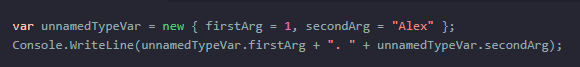 var unnamedTypeVar = new { firstArg = 1, secondArg = "Alex" };
Console.WriteLine(unnamedTypeVar.firstArg + ". " + unnamedTypeVar.secondArg);